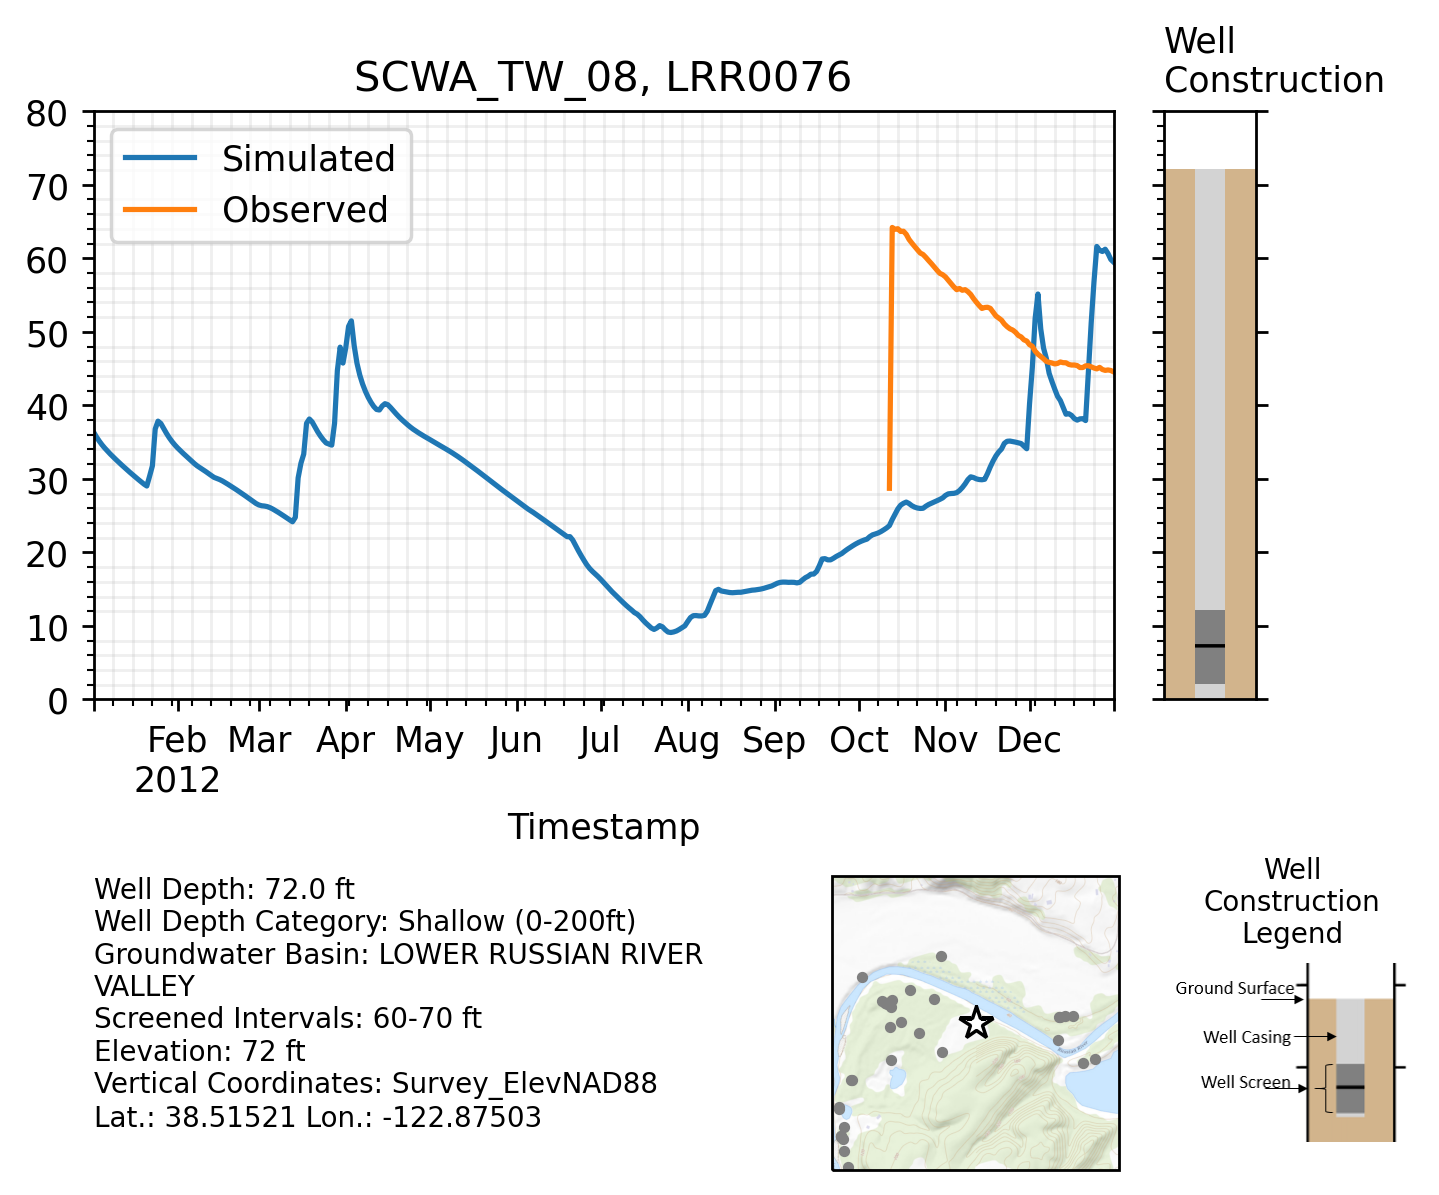 Well
Construction
SCWA_TW_08, LRR0076
80
70
60
50
40
30
20
10
0
Simulated
Observed
Feb
Mar
Apr
May
Jun
Jul
Aug
Sep
Oct
Nov
Dec
2012
Timestamp
Well Depth: 72.0 ft
Well Depth Category: Shallow (0-200ft)
Groundwater Basin: LOWER RUSSIAN RIVER
VALLEY
Screened Intervals: 60-70 ft
Elevation: 72 ft
Vertical Coordinates: Survey_ElevNAD88
Lat.: 38.51521 Lon.: -122.87503
Russian River
Well
Construction
Legend
Ground Surface
Well Casing
Well Screen